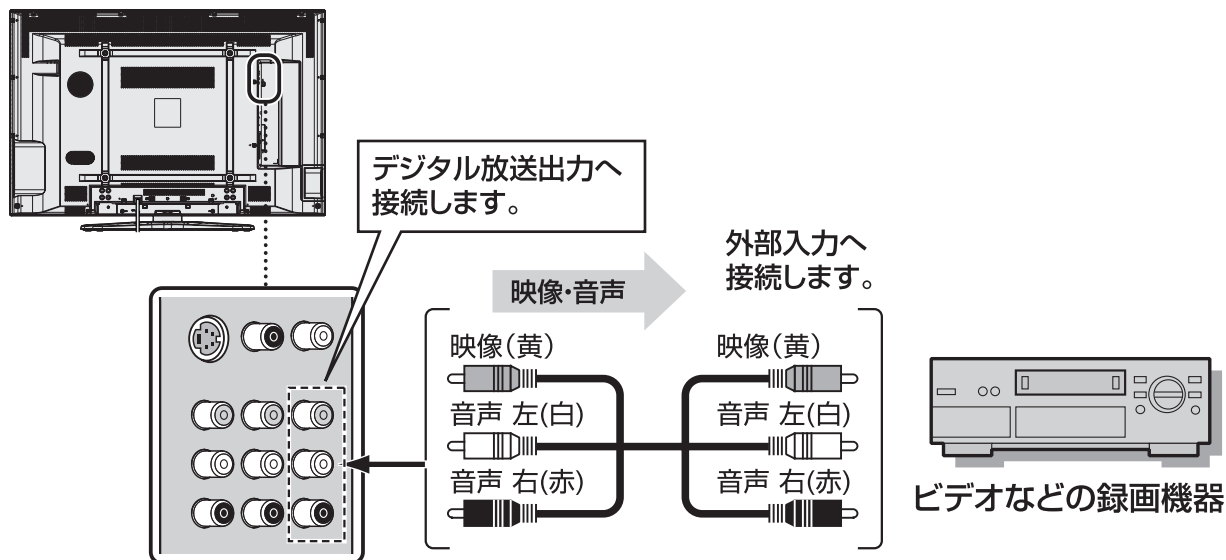 デジタル放送出力へ
接続します。
外部入力へ
接続します。
映像・音声
映像（黄）
映像（黄）
音声 左(白)
音声 左(白)
音声 右(赤)
音声 右(赤)
ビデオなどの録画機器